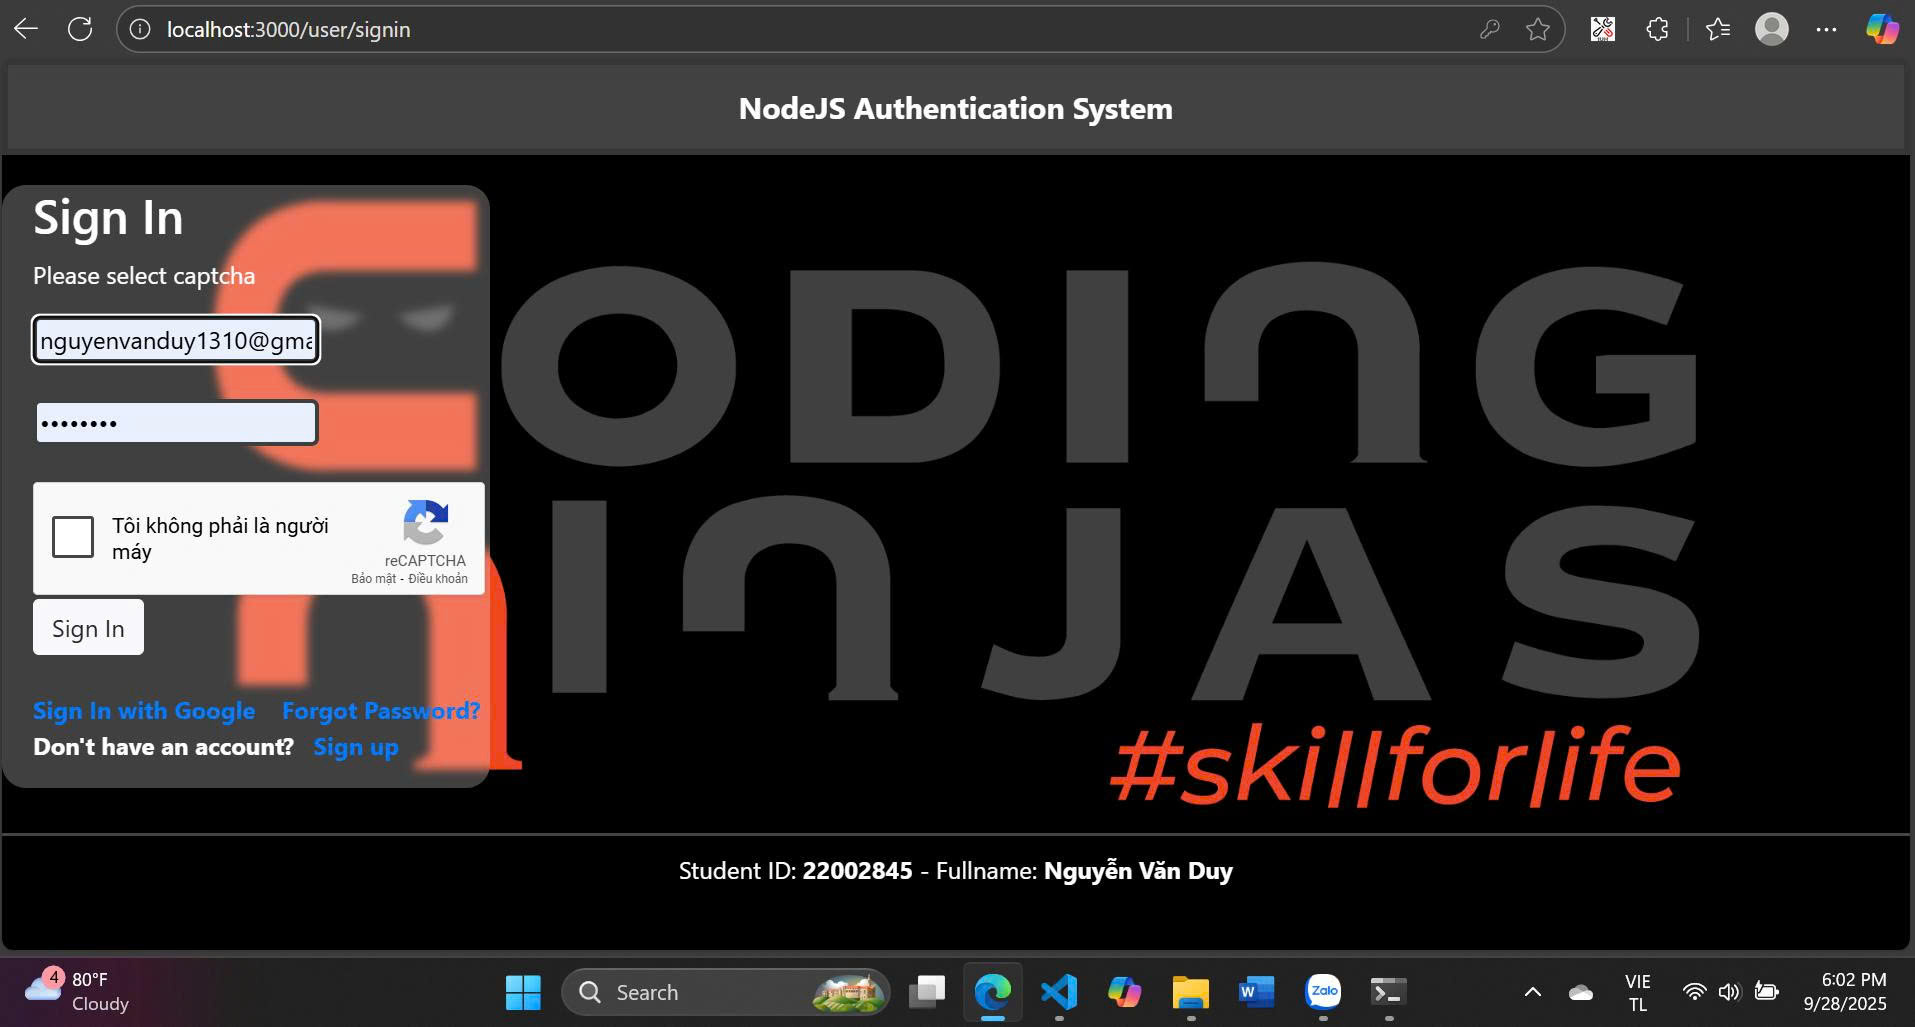 localhost:3000/user/signin
NodeJS Authentication System
Sign In
Please select captcha
nguyenvanduy1310@gma
Tôi không phải là người
máy
reCAPTCHA
Bảo mật - Điều khoản
Sign In
Sign In with Google Forgot Password?
Don't have an account? Sign up
CODING
NINJAS
#skillforlife
Student ID: 22002845 - Fullname: Nguyễn Văn Duy
4
80°F
Cloudy
Search
W
Zalo
VIE
TL
6:02 PM
9/28/2025